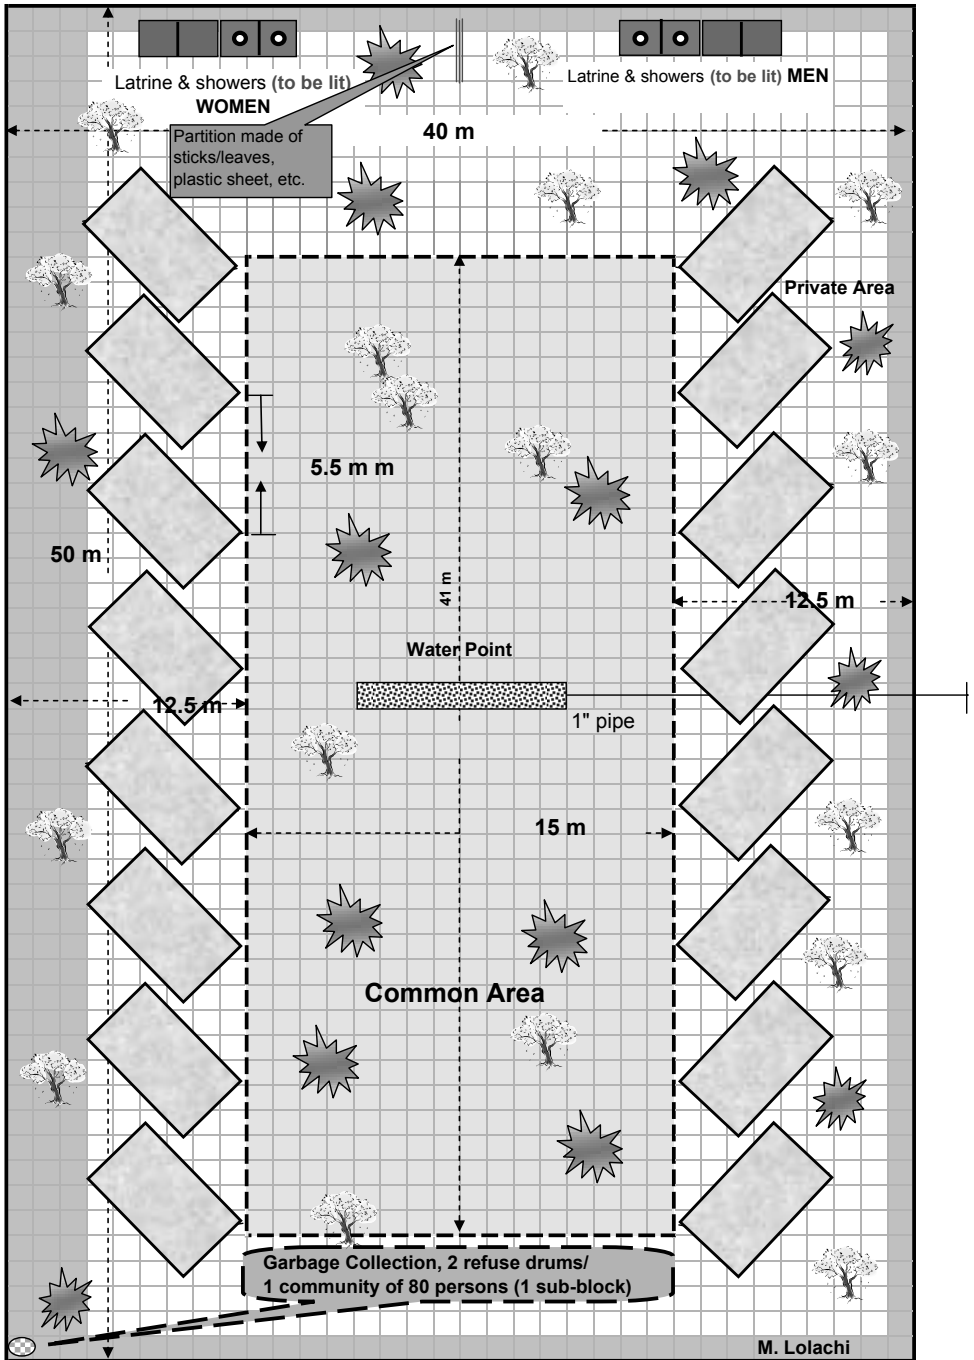 Latrine & showers (to be lit)
WOMEN
Latrine & showers (to be lit) MEN
Partition made of
sticks/leaves,
plastic sheet, etc.
40 m
Private Area
5.5 m m
50 m
41 m
12.5 m
Water Point
12.5 m
1" pipe
15 m
Common Area
Garbage Collection, 2 refuse drums/
1 community of 80 persons (1 sub-block)
M. Lolachi